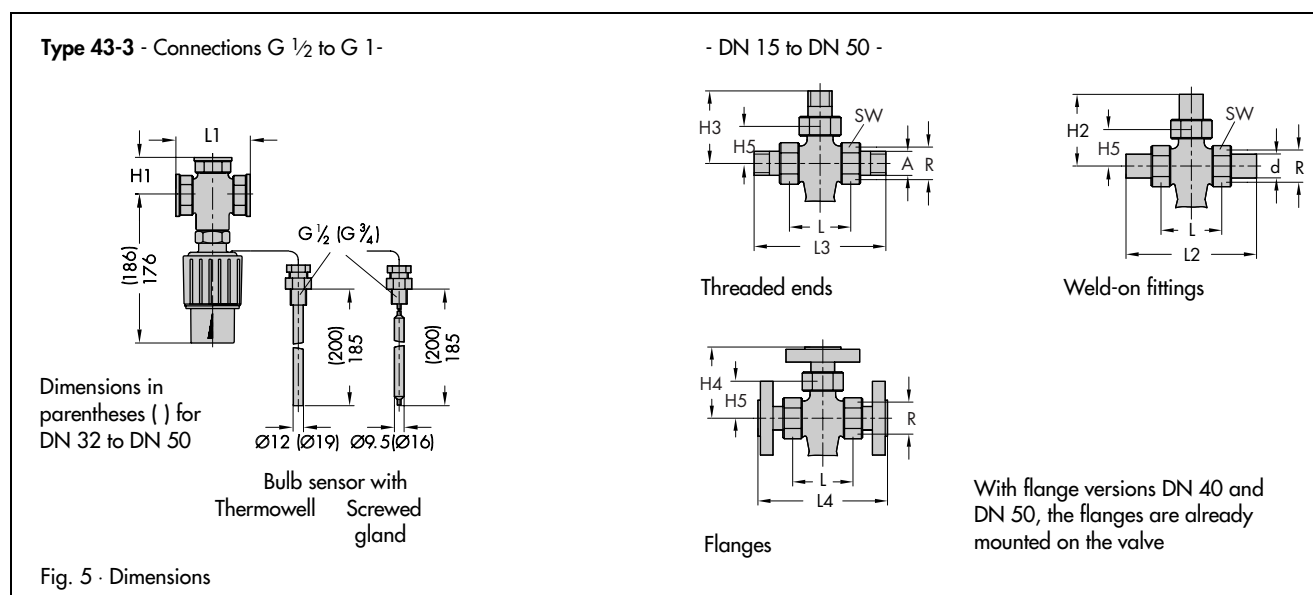 Type 43-3 - Connections G ½ to G 1-
L1
H1
(186)
176
G ½ (G ¾)
(200)
185
(200)
185
Dimensions in
parentheses ( ) for
DN 32 to DN 50
Ø12 (Ø19)
Ø9.5(Ø16)
Bulb sensor with
Thermowell
Screwed
gland
- DN 15 to DN 50 -
H3
H5
SW
A
R
L
L3
Threaded ends
H2
H5
SW
d
R
L
L2
Weld-on fittings
H4
H5
R
L
L4
Flanges
With flange versions DN 40 and
DN 50, the flanges are already
mounted on the valve
Fig. 5 · Dimensions